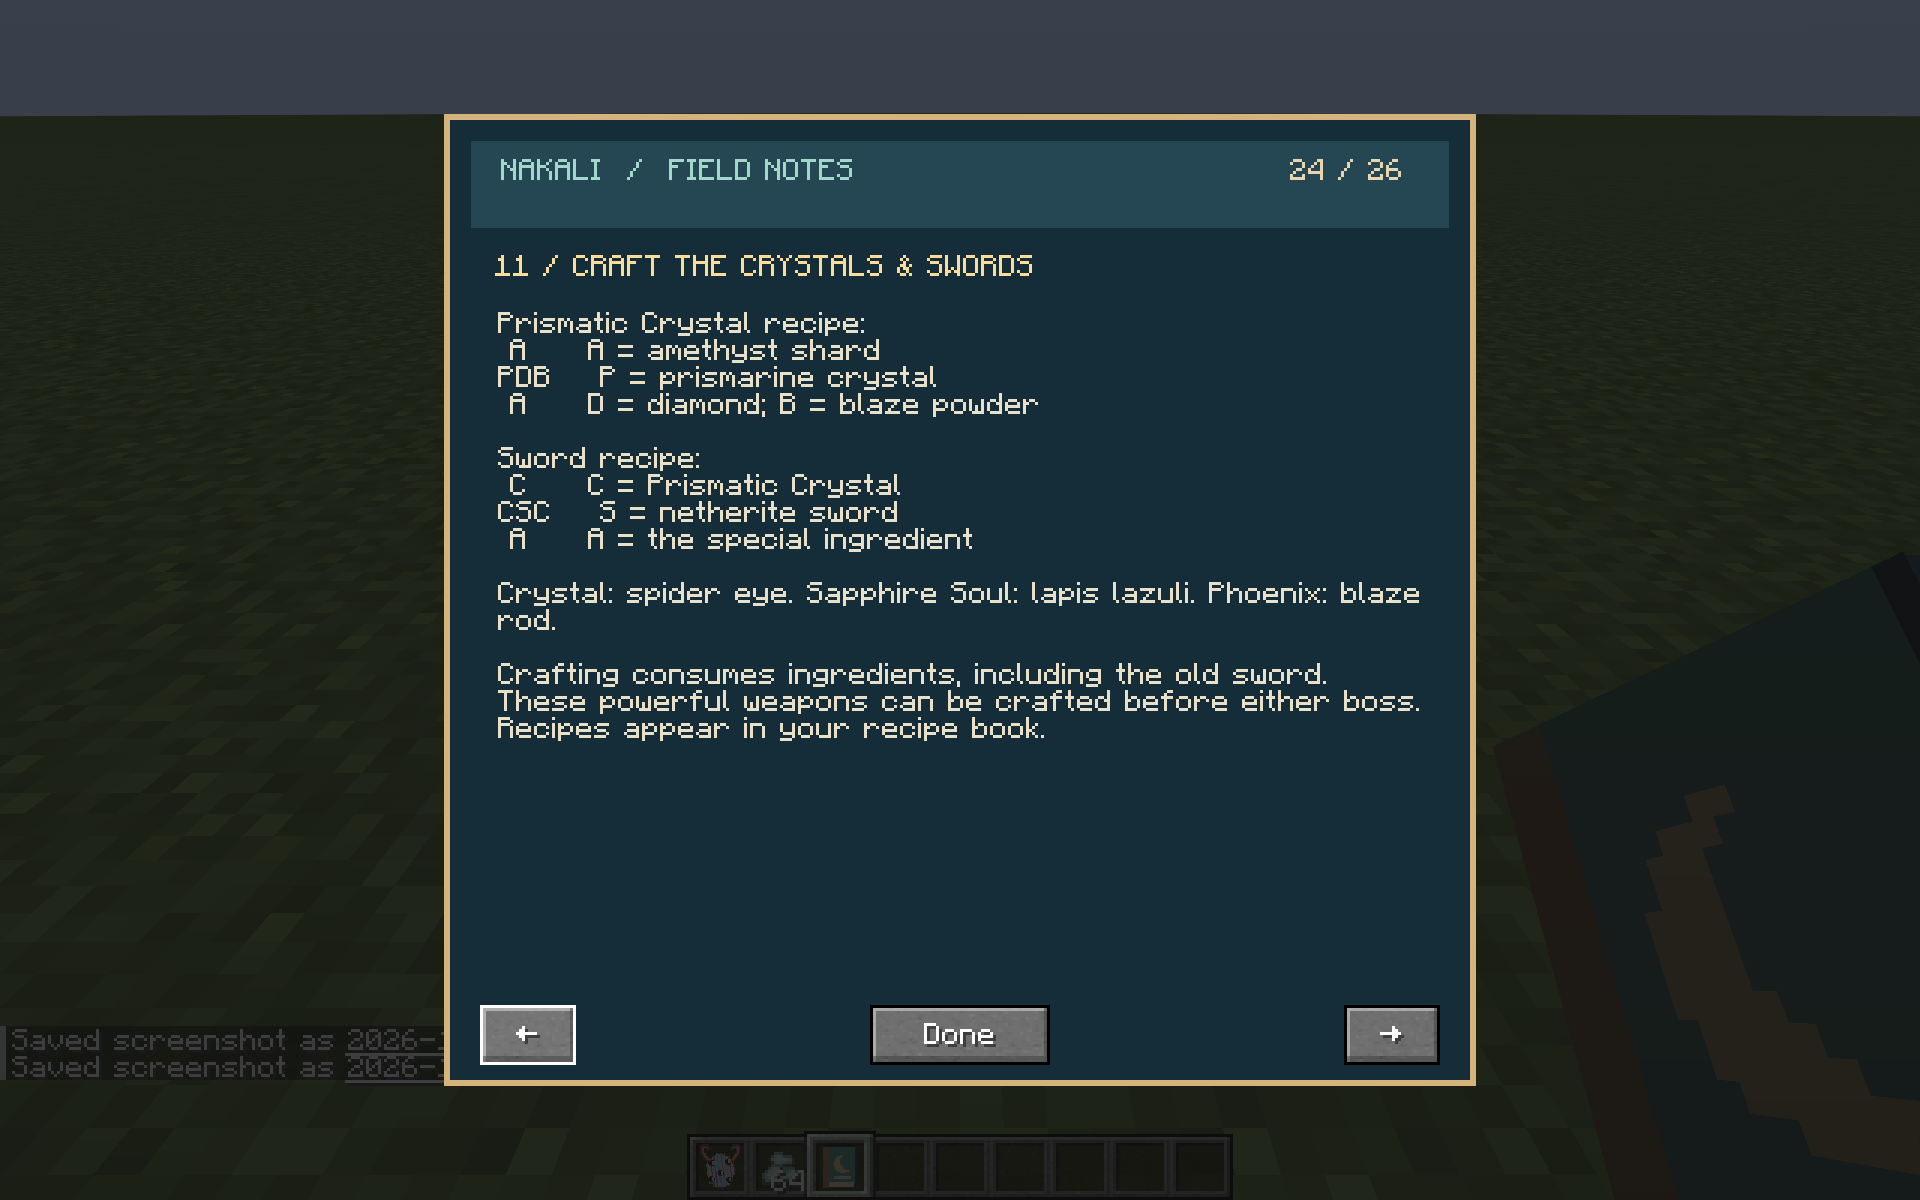 NAKALI / FIELD NOTES 24 / 26
11 / CRAFT THE CRYSTALS & SWORDS
Prismatic Crystal recipe:
A A = amethyst shard
PDB P = prismarine crystal
A D = diamond; B = blaze powder
Sword recipe:
C C = Prismatic Crystal
CSC S = netherite sword
A A = the special ingredient
Crystal: spider eye. Sapphire Soul: lapis lazuli. Phoenix: blaze
rod.
Crafting consumes ingredients, including the old sword.
These powerful weapons can be crafted before either boss.
Recipes appear in your recipe book.
← Done →
Saved screenshot as 2026-
Saved screenshot as 2026-
64